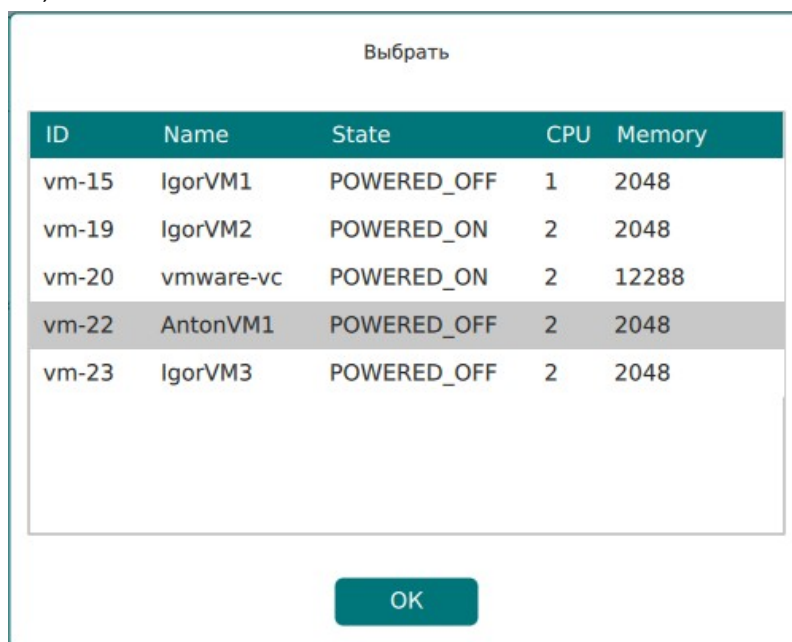 Выбрать
ID Name State CPU Memory
vm-15 IgorVM1 POWERED_OFF 1 2048
vm-19 IgorVM2 POWERED_ON 2 2048
vm-20 vmware-vc POWERED_ON 2 12288
vm-22 AntonVM1 POWERED_OFF 2 2048
vm-23 IgorVM3 POWERED_OFF 2 2048
OK